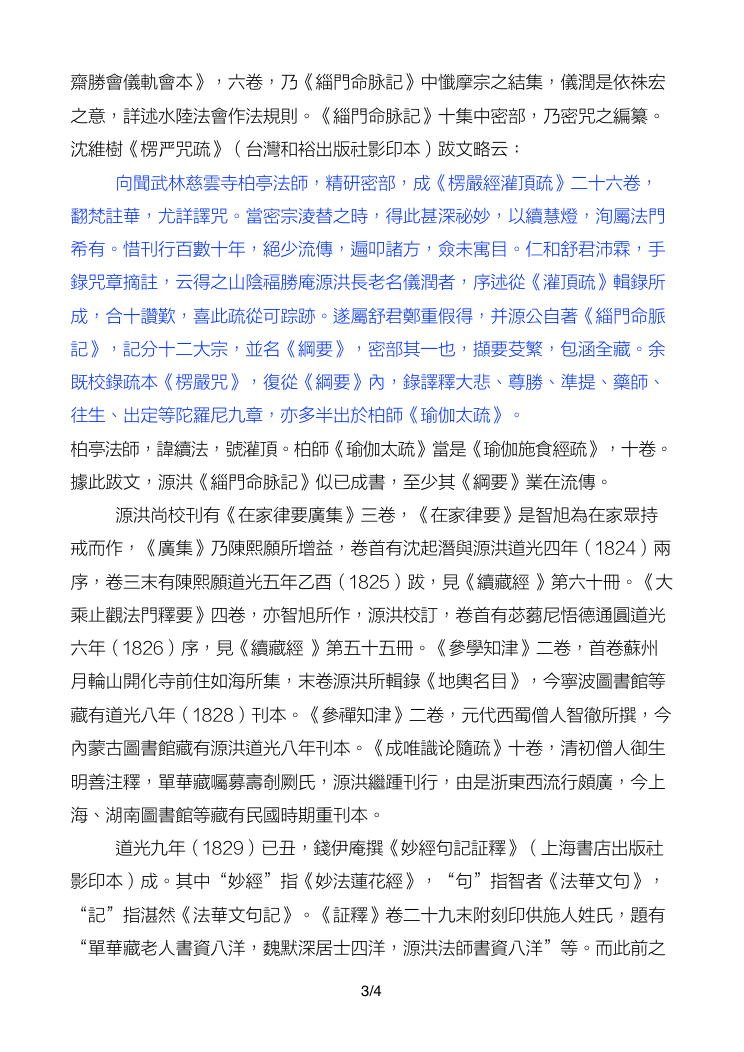 齋勝會儀軌會本》，六卷，乃《緇門命脉記》中懺摩宗之結集，儀潤是依袾宏
之意，詳述水陸法會作法規則。《緇門命脉記》十集中密部，乃密咒之編纂。
沈維樹《楞严咒疏》（台灣和裕出版社影印本）跋文略云：
向聞武林慈雲寺柏亭法師，精研密部，成《楞嚴經灌頂疏》二十六卷，
翻梵註華，尤詳譯咒。當密宗淩替之時，得此甚深祕妙，以續慧燈，洵屬法門
希有。惜刊行百數十年，絕少流傳，遍叩諸方，僉未寓目。仁和舒君沛霖，手
錄咒章摘註，云得之山陰福勝庵源洪長老名儀潤者，序述從《灌頂疏》輯錄所
成，合十讚歎，喜此疏從可踪跡。遂屬舒君鄭重假得，并源公自著《緇門命脈
記》，記分十二大宗，並名《綱要》，密部其一也，擷要芟繁，包涵全藏。余
既校錄疏本《楞嚴咒》，復從《綱要》內，錄譯釋大悲、尊勝、準提、藥師、
往生、出定等陀羅尼九章，亦多半出於柏師《瑜伽太疏》。
柏亭法師，諱續法，號灌頂。柏師《瑜伽太疏》當是《瑜伽施食經疏》，十卷。
據此跋文，源洪《緇門命脉記》似已成書，至少其《綱要》業在流傳。
源洪尚校刊有《在家律要廣集》三卷，《在家律要》是智旭為在家眾持
戒而作，《廣集》乃陳熙願所增益，卷首有沈起潛與源洪道光四年（1824）兩
序，卷三末有陳熙願道光五年乙酉（1825）跋，見《續藏經 》第六十冊。《大
乘止觀法門釋要》四卷，亦智旭所作，源洪校訂，卷首有苾蒭尼悟德通圓道光
六年（1826）序，見《續藏經 》第五十五冊。《參學知津》二卷，首卷蘇州
月輪山開化寺前住如海所集，末卷源洪所輯錄《地輿名目》，今寧波圖書館等
藏有道光八年（1828）刊本。《參禪知津》二卷，元代西蜀僧人智徹所撰，今
內蒙古圖書館藏有源洪道光八年刊本。《成唯識论隨疏》十卷，清初僧人御生
明善注釋，單華藏囑募壽剞劂氏，源洪繼踵刊行，由是浙東西流行頗廣，今上
海、湖南圖書館等藏有民國時期重刊本。
道光九年（1829）已丑，錢伊庵撰《妙經句記証釋》（上海書店出版社
影印本）成。其中“妙經”指《妙法蓮花經》，“句”指智者《法華文句》，
“記”指湛然《法華文句記》。《証釋》卷二十九末附刻印供施人姓氏，題有
“單華藏老人書資八洋，魏默深居士四洋，源洪法師書資八洋”等。而此前之
3/4